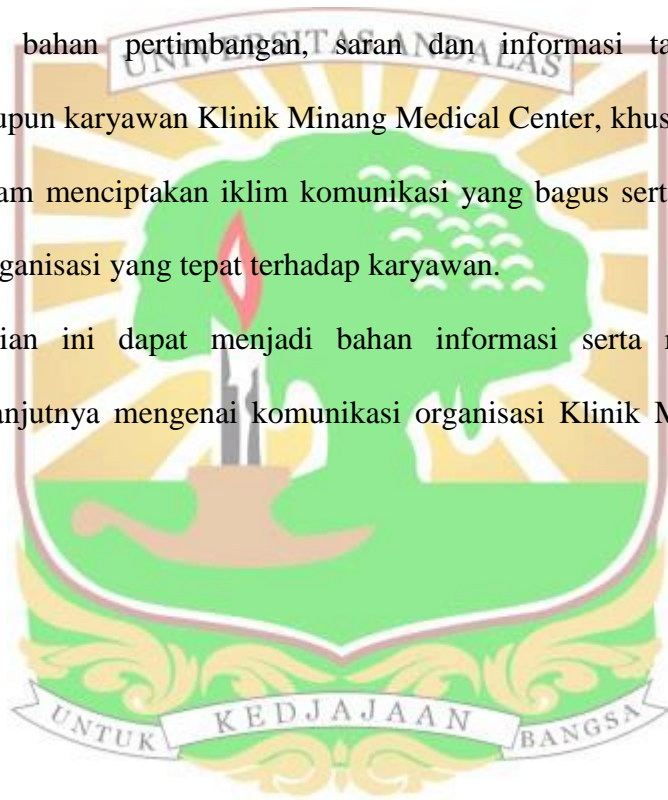 bahan pertimbangan, saran dan informasi ta
UNIVERSITAS ANDALAS
upun karyawan Klinik Minang Medical Center, khus
am menciptakan iklim komunikasi yang bagus sert
ganisasi yang tepat terhadap karyawan.
ian ini dapat menjadi bahan informasi serta
anjutnya mengenai komunikasi organisasi Klinik M
UNTUK KEDJAJAAN BANGSA